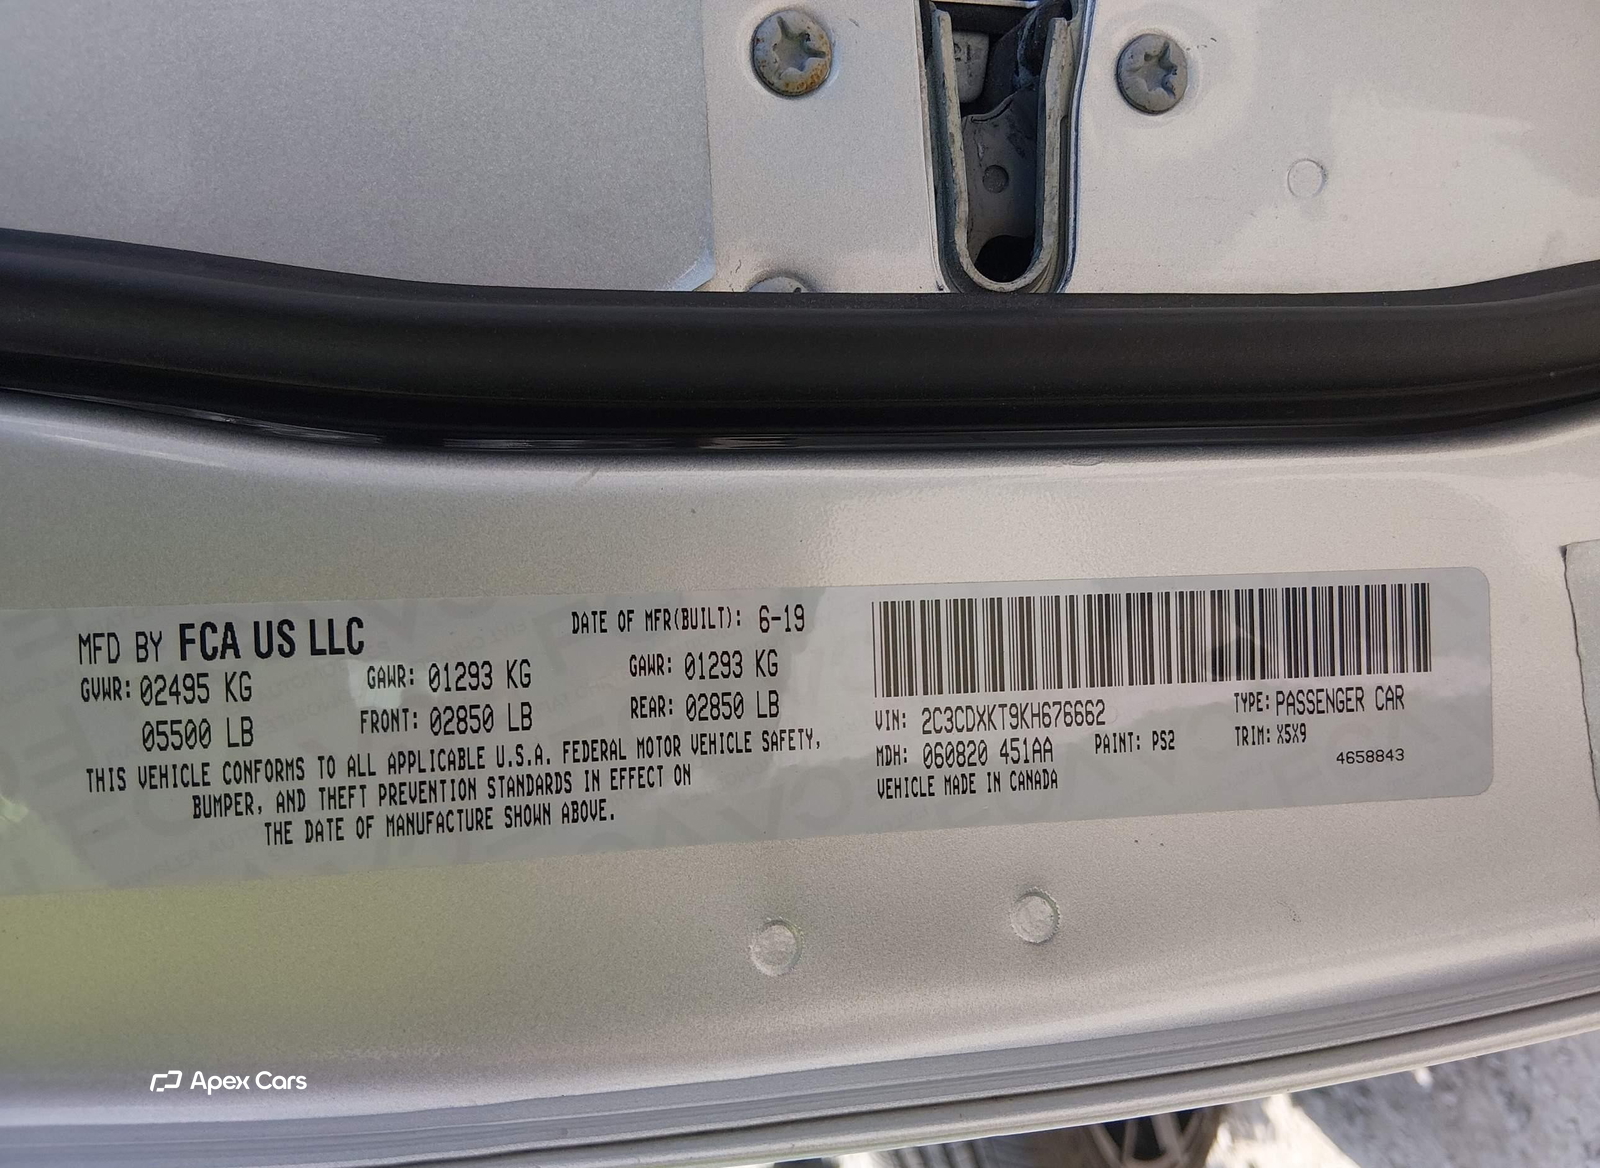 MFD BY FCA US LLC
DATE OF MFR(BUILT): 6-19
GVWR: 02495 KG GAWR: 01293 KG GAWR: 01293 KG
05500 LB FRONT: 02850 LB REAR: 02850 LB
THIS VEHICLE CONFORMS TO ALL APPLICABLE U.S.A. FEDERAL MOTOR VEHICLE SAFETY,
BUMPER, AND THEFT PREVENTION STANDARDS IN EFFECT ON
THE DATE OF MANUFACTURE SHOWN ABOVE.
VIN: 2C3CDXKT9KH676662 TYPE: PASSENGER CAR
MDH: 060820 451AA PAINT: PS2 TRIM: X5X9
VEHICLE MADE IN CANADA 4658843
Apex Cars